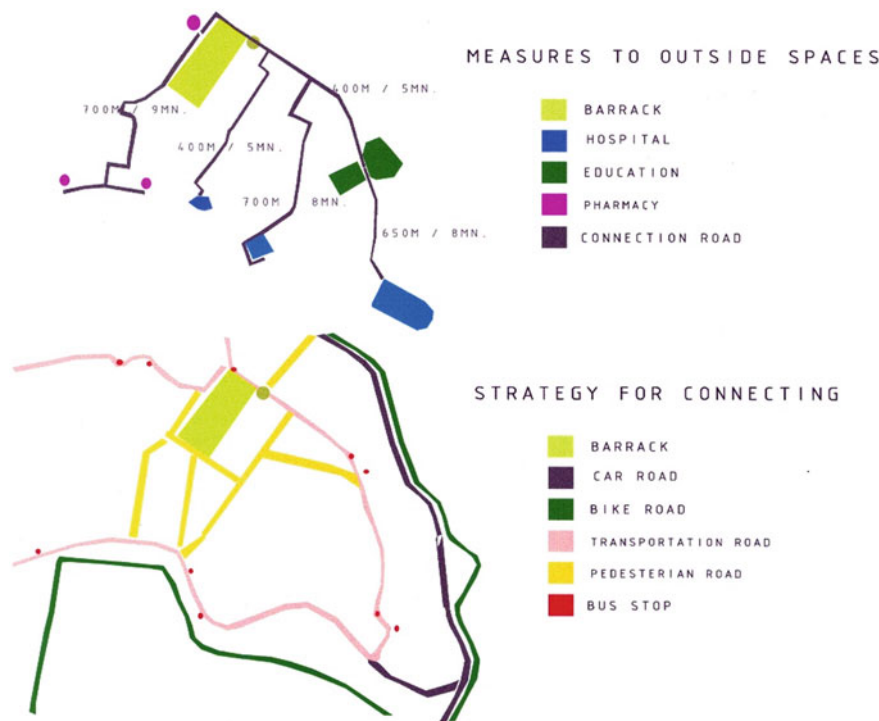 MEASURES TO OUTSIDE SPACES
400M / 5MN.
700M / 9MN.
400M / 5MN.
700M 8MN.
650M / 8MN.
BARRACK
HOSPITAL
EDUCATION
PHARMACY
CONNECTION ROAD
STRATEGY FOR CONNECTING
BARRACK
CAR ROAD
BIKE ROAD
TRANSPORTATION ROAD
PEDESTERIAN ROAD
BUS STOP